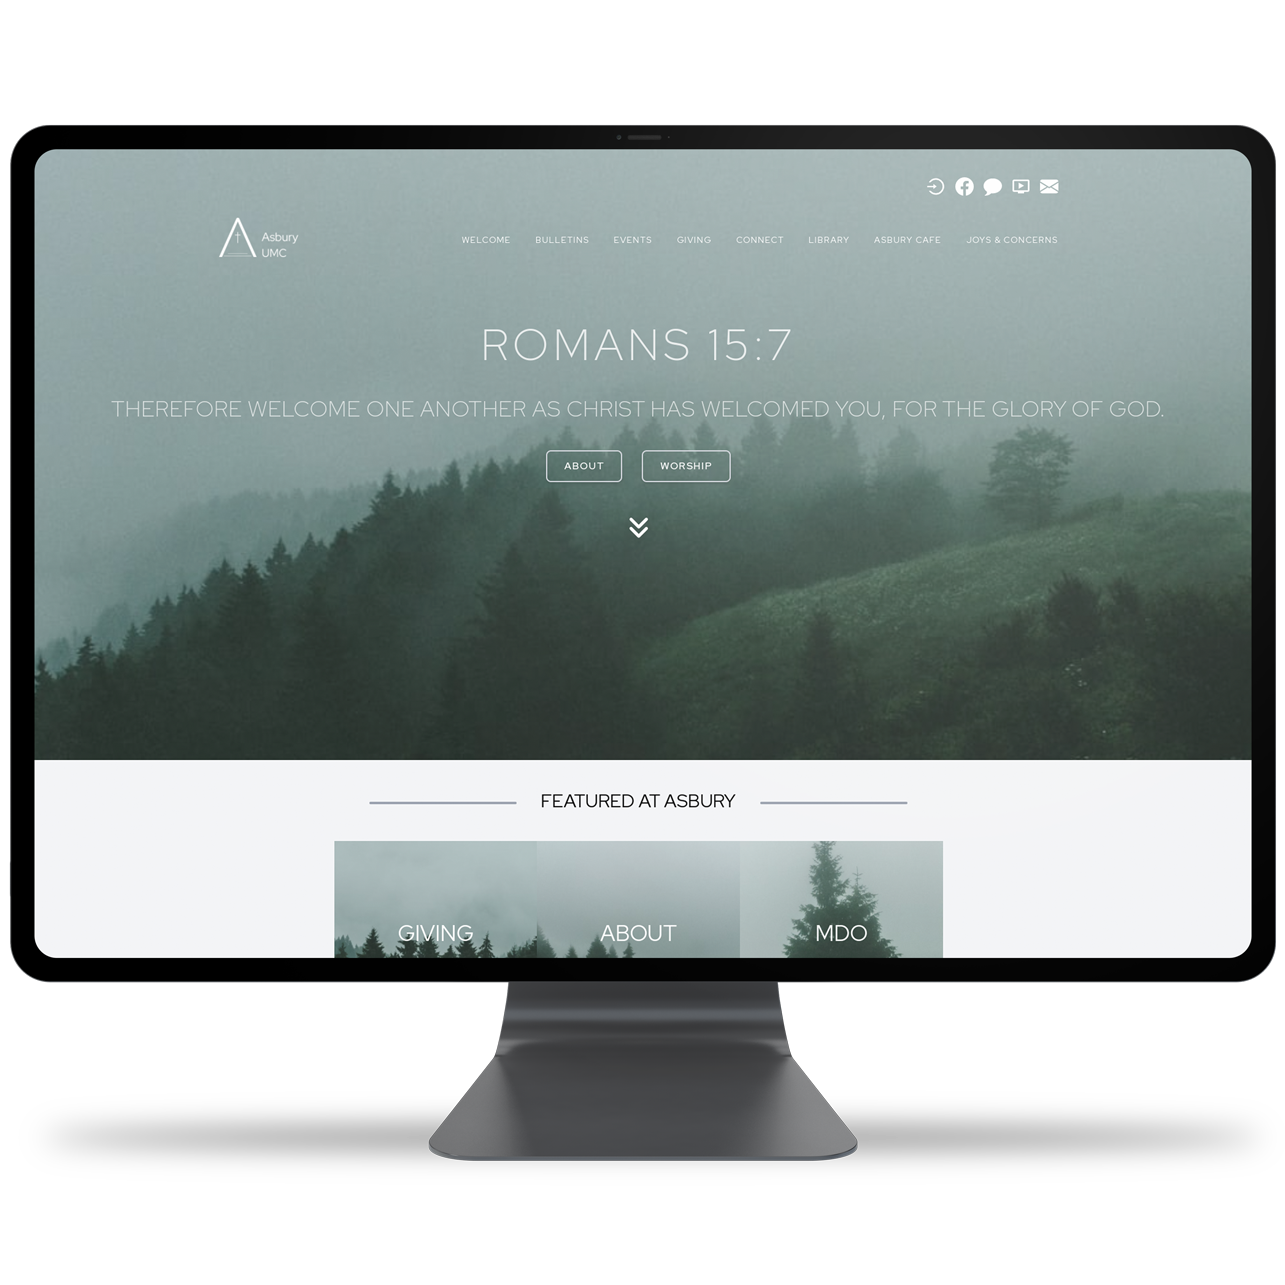 Asbury
UMC
WELCOME BULLETINS EVENTS GIVING CONNECT LIBRARY ASBURY CAFE JOYS & CONCERNS
ROMANS 15:7
THEREFORE WELCOME ONE ANOTHER AS CHRIST HAS WELCOMED YOU, FOR THE GLORY OF GOD.
ABOUT WORSHIP
FEATURED AT ASBURY
GIVING ABOUT MDO